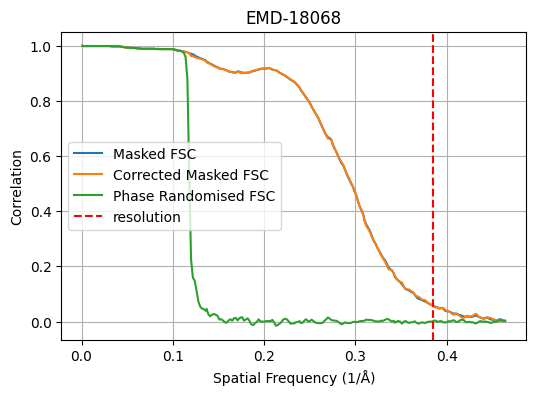 EMD-18068
1.0
0.8
0.6
0.4
0.2
0.0
Correlation
Masked FSC
Corrected Masked FSC
Phase Randomised FSC
resolution
0.0 0.1 0.2 0.3 0.4
Spatial Frequency (1/Å)